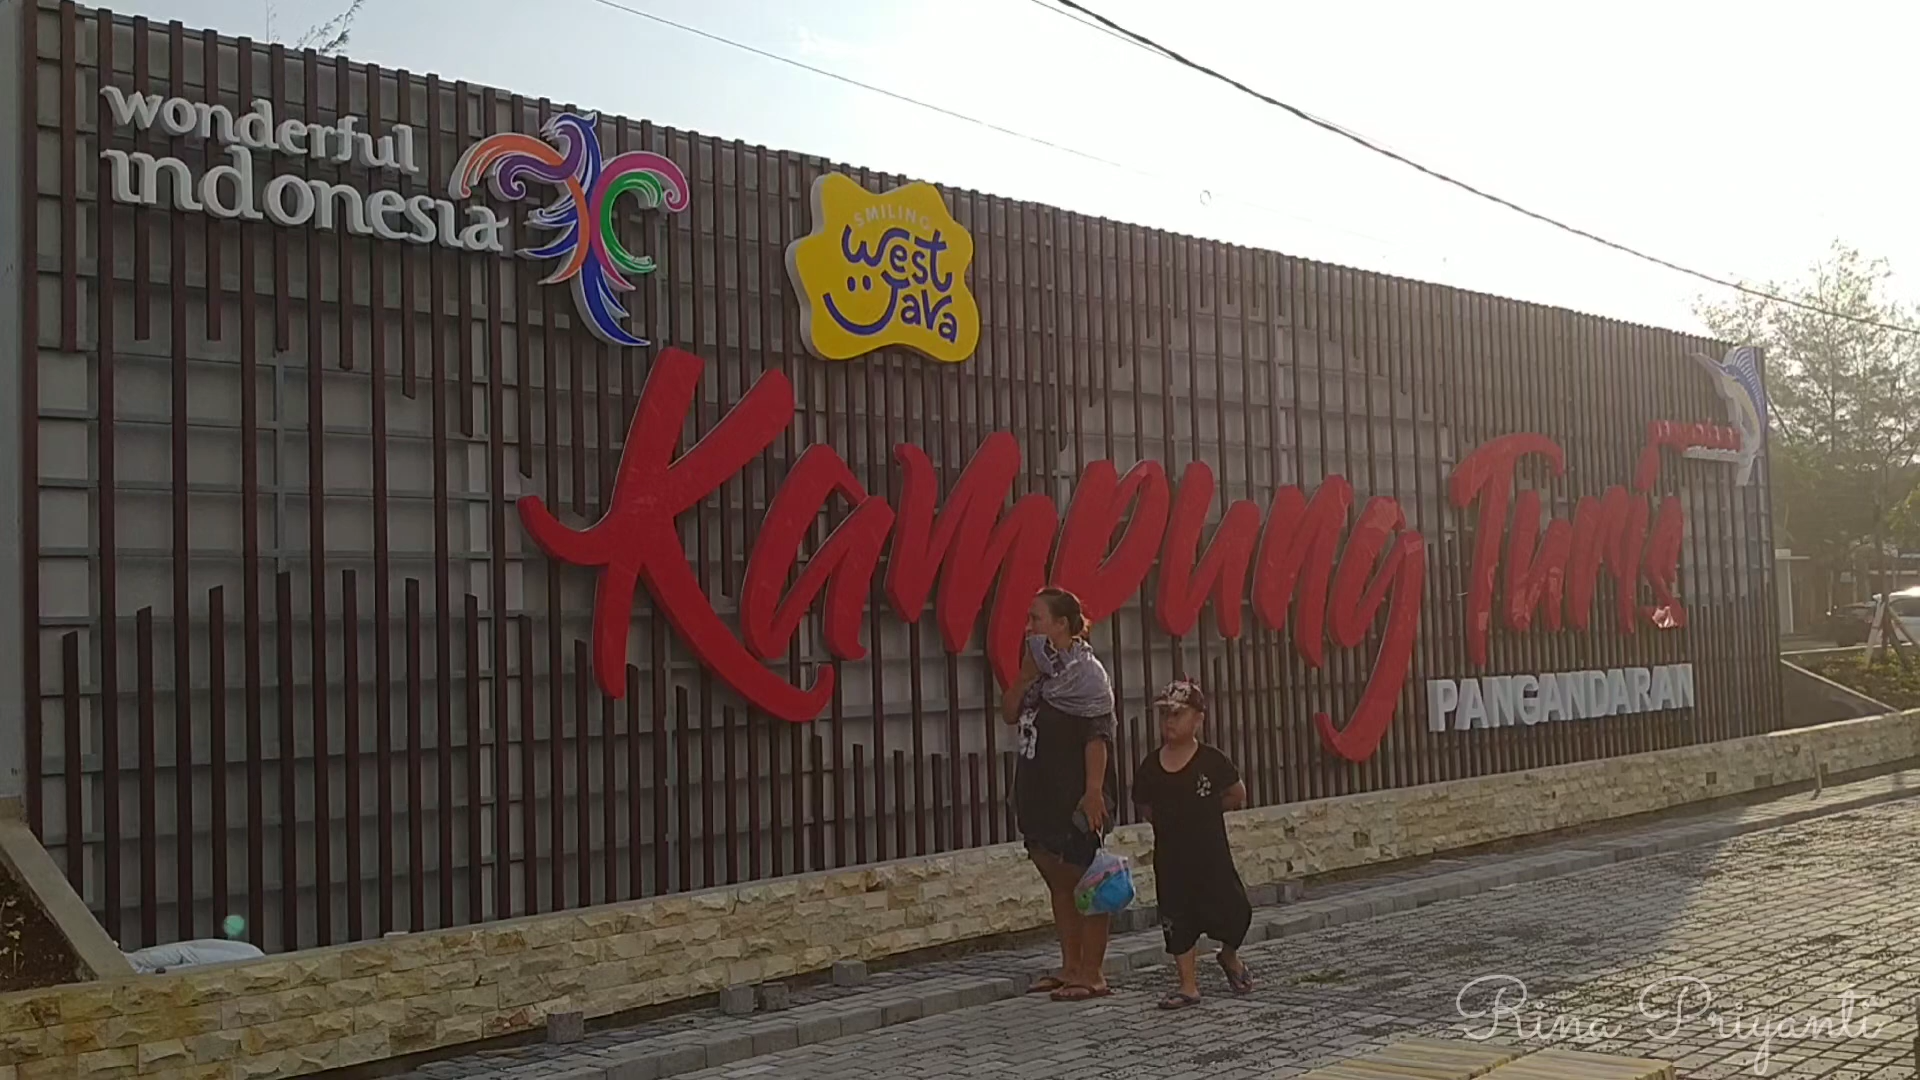 wonderful
indonesia
SMILING
West
Java
Kampung Turis
PANGANDARAN
Rina Priyanti